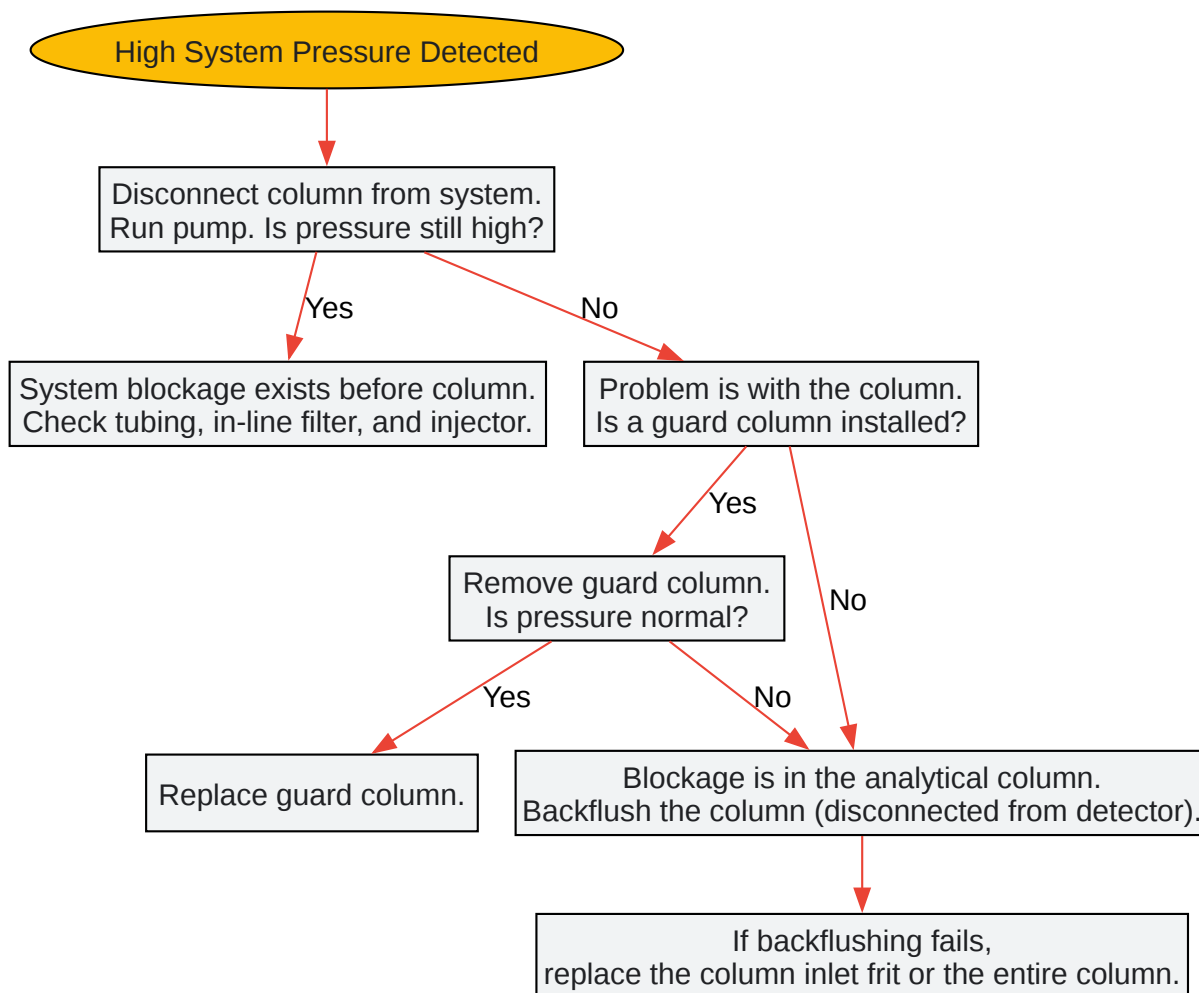 High System Pressure Detected
Disconnect column from system.
Run pump. Is pressure still high?
Yes
No
System blockage exists before column.
Check tubing, in-line filter, and injector.
Problem is with the column.
Is a guard column installed?
Yes
No
Remove guard column.
Is pressure normal?
Yes
No
Replace guard column.
Blockage is in the analytical column.
Backflush the column (disconnected from detector).
If backflushing fails,
replace the column inlet frit or the entire column.